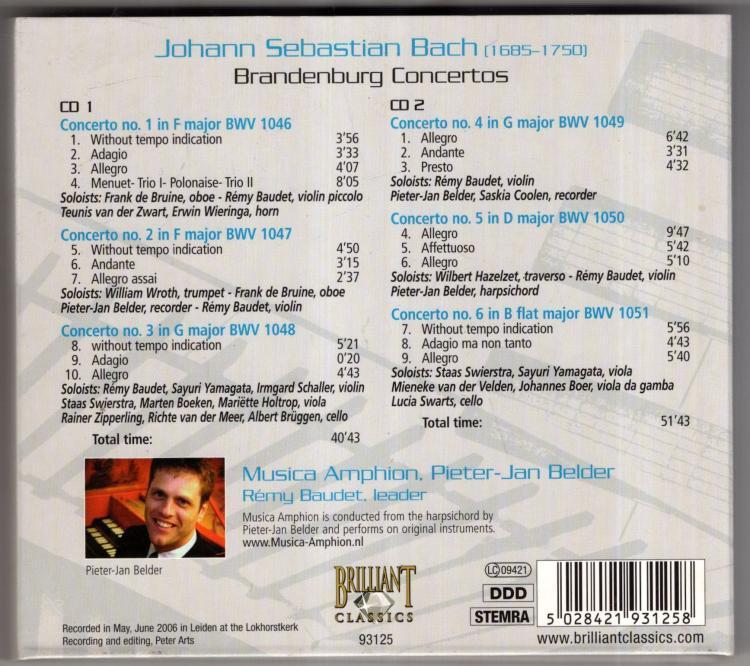 Johann Sebastian Bach (1685-1750)
Brandenburg Concertos
CD 1
Concerto no. 1 in F major BWV 1046
1. Without tempo indication 3'56
2. Adagio 3'33
3. Allegro 4'07
4. Menuet- Trio I- Polonaise- Trio II 8'05
Soloists: Frank de Bruine, oboe - Rémy Baudet, violin piccolo
Teunis van der Zwart, Erwin Wieringa, horn
Concerto no. 2 in F major BWV 1047
5. Without tempo indication 4'50
6. Andante 3'15
7. Allegro assai 2'37
Soloists: William Wroth, trumpet - Frank de Bruine, oboe
Pieter-Jan Belder, recorder - Rémy Baudet, violin
Concerto no. 3 in G major BWV 1048
8. without tempo indication 5'21
9. Adagio 0'20
10. Allegro 4'43
Soloists: Rémy Baudet, Sayuri Yamagata, Irmgard Schaller, violin
Staas Swierstra, Marten Boeken, Mariëtte Holtrop, viola
Rainer Zipperling, Richte van der Meer, Albert Brüggen, cello
Total time: 40'43
CD 2
Concerto no. 4 in G major BWV 1049
1. Allegro 6'42
2. Andante 3'31
3. Presto 4'32
Soloists: Rémy Baudet, violin
Pieter-Jan Belder, Saskia Coolen, recorder
Concerto no. 5 in D major BWV 1050
4. Allegro 9'47
5. Affettuoso 5'42
6. Allegro 5'10
Soloists: Wilbert Hazelzet, traverso - Rémy Baudet, violin
Pieter-Jan Belder, harpsichord
Concerto no. 6 in B flat major BWV 1051
7. Without tempo indication 5'56
8. Adagio ma non tanto 4'43
9. Allegro 5'40
Soloists: Staas Swierstra, Sayuri Yamagata, viola
Mieneke van der Velden, Johannes Boer, viola da gamba
Lucia Swarts, cello
Total time: 51'43
Musica Amphion, Pieter-Jan Belder
Rémy Baudet, leader
Musica Amphion is conducted from the harpsichord by
Pieter-Jan Belder and performs on original instruments.
www.Musica-Amphion.nl
Pieter-Jan Belder
Recorded in May, June 2006 in Leiden at the Lokhorstkerk
Recording and editing, Peter Arts
BRILLIANT
CLASSICS
93125
LC 09421
DDD
STEMRA
5 028421 931258
www.brilliantclassics.com